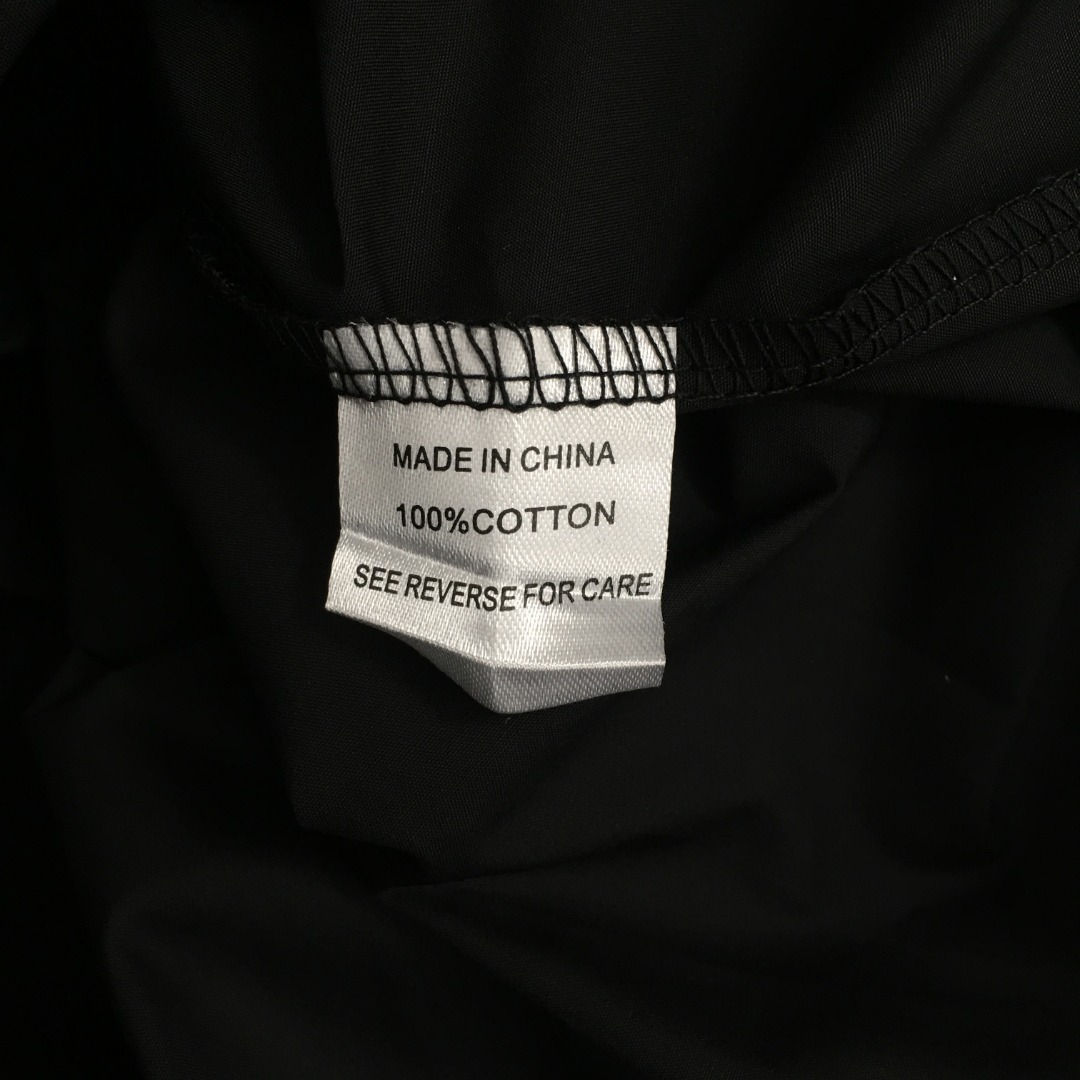 MADE IN CHINA
100%COTTON
SEE REVERSE FOR CARE